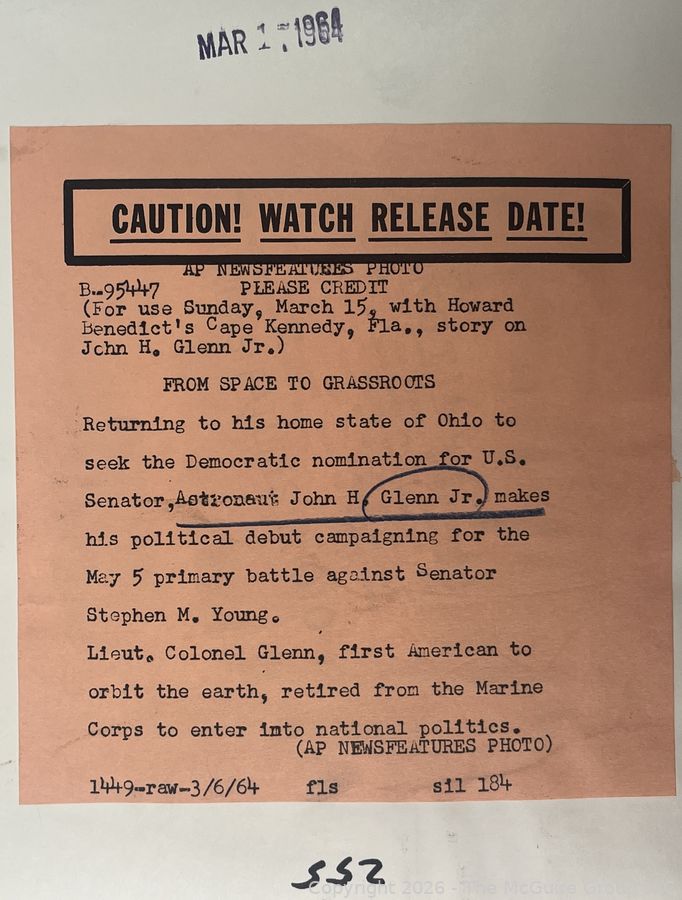 MAR 1 1964
CAUTION! WATCH RELEASE DATE!
AP NEWSFEATURES PHOTO
B-95447 PLEASE CREDIT
(For use Sunday, March 15, with Howard
Benedict's Cape Kennedy, Fla., story on
John H. Glenn Jr.)
FROM SPACE TO GRASSROOTS
Returning to his home state of Ohio to
seek the Democratic nomination for U.S.
Senator, Astronaut John H. Glenn Jr. makes
his political debut campaigning for the
May 5 primary battle against Senator
Stephen M. Young.
Lieut. Colonel Glenn, first American to
orbit the earth, retired from the Marine
Corps to enter into national politics.
(AP NEWSFEATURES PHOTO)
1449-raw-3/6/64 fls sil 184
552
Copyright 2026 - The McGuire Group